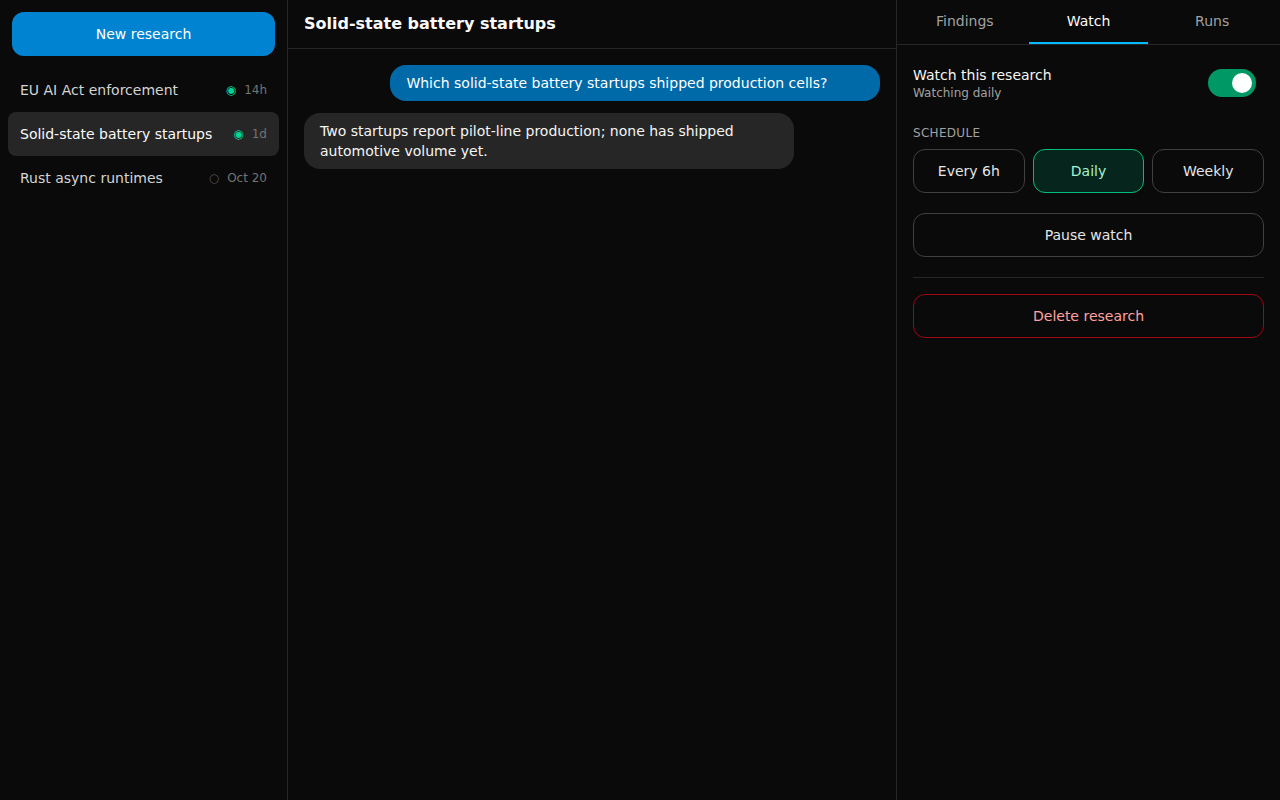 New research
EU AI Act enforcement 14h
Solid-state battery startups 1d
Rust async runtimes Oct 20
Solid-state battery startups
Which solid-state battery startups shipped production cells?
Two startups report pilot-line production; none has shipped
automotive volume yet.
Findings Watch Runs
Watch this research
Watching daily
SCHEDULE
Every 6h Daily Weekly
Pause watch
Delete research